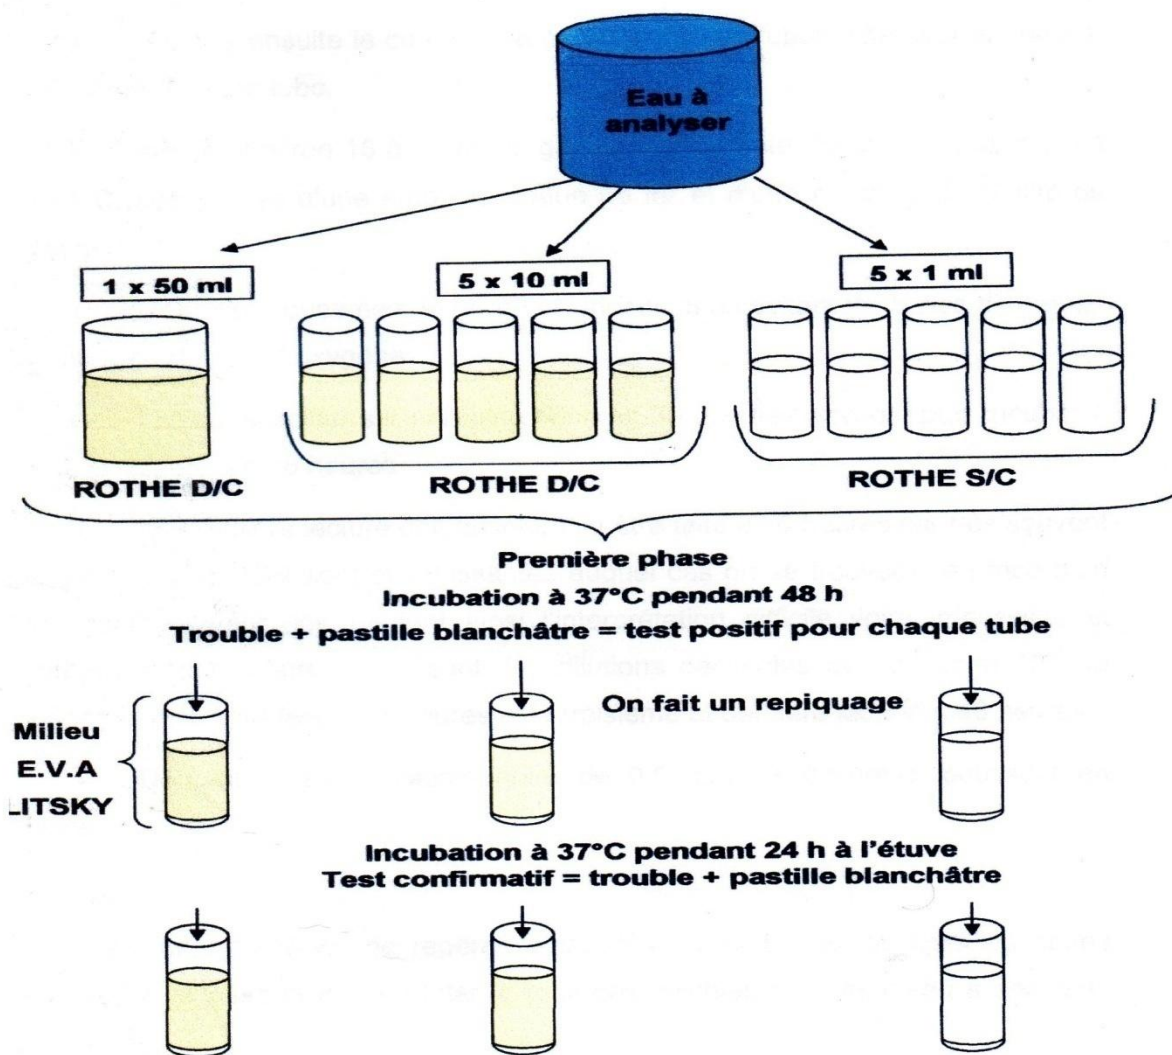 Eau à
analyser
1 x 50 ml
5 x 10 ml
5 x 1 ml
ROTHE D/C
ROTHE D/C
ROTHE S/C
Première phase
Incubation à 37°C pendant 48 h
Trouble + pastille blanchâtre = test positif pour chaque tube
On fait un repiquage
Milieu
E.V.A
LITSKY
Incubation à 37°C pendant 24 h à l'étuve
Test confirmatif = trouble + pastille blanchâtre